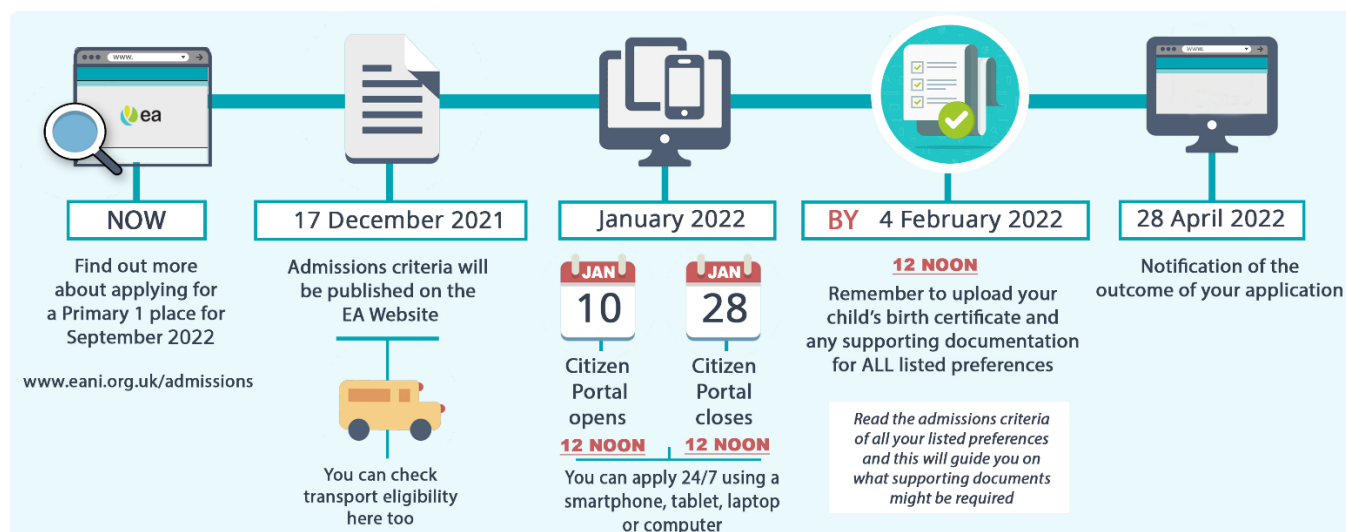 www.
ea
NOW
Find out more
about applying for
a Primary 1 place for
September 2022
www.eani.org.uk/admissions
17 December 2021
Admissions criteria will
be published on the
EA Website
You can check
transport eligibility
here too
January 2022
JAN
10
Citizen
Portal
opens
12 NOON
JAN
28
Citizen
Portal
closes
12 NOON
You can apply 24/7 using a
smartphone, tablet, laptop
or computer
BY 4 February 2022
12 NOON
Remember to upload your
child’s birth certificate and
any supporting documentation
for ALL listed preferences
Read the admissions criteria
of all your listed preferences
and this will guide you on
what supporting documents
might be required
www.
28 April 2022
Notification of the
outcome of your application